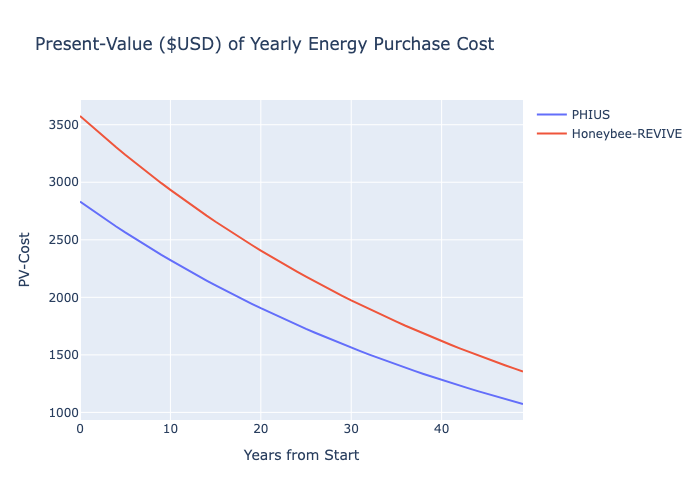 Present-Value ($USD) of Yearly Energy Purchase Cost
PHIUS
Honeybee-REVIVE
PV-Cost
3500
3000
2500
2000
1500
1000
0 10 20 30 40
Years from Start